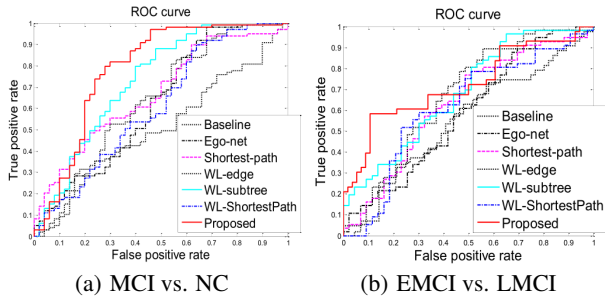 ROC curve
True positive rate
1
0.9
0.8
0.7
0.6
0.5
0.4
0.3
0.2
0.1
0
Baseline
Ego-net
Shortest-path
WL-edge
WL-subtree
WL-ShortestPath
Proposed
0 0.1 0.2 0.3 0.4 0.5 0.6 0.7 0.8 0.9 1
False positive rate
(a) MCI vs. NC
ROC curve
True positive rate
1
0.9
0.8
0.7
0.6
0.5
0.4
0.3
0.2
0.1
0
Baseline
Ego-net
Shortest-path
WL-edge
WL-subtree
WL-ShortestPath
Proposed
0 0.1 0.2 0.3 0.4 0.5 0.6 0.7 0.8 0.9 1
False positive rate
(b) EMCI vs. LMCI